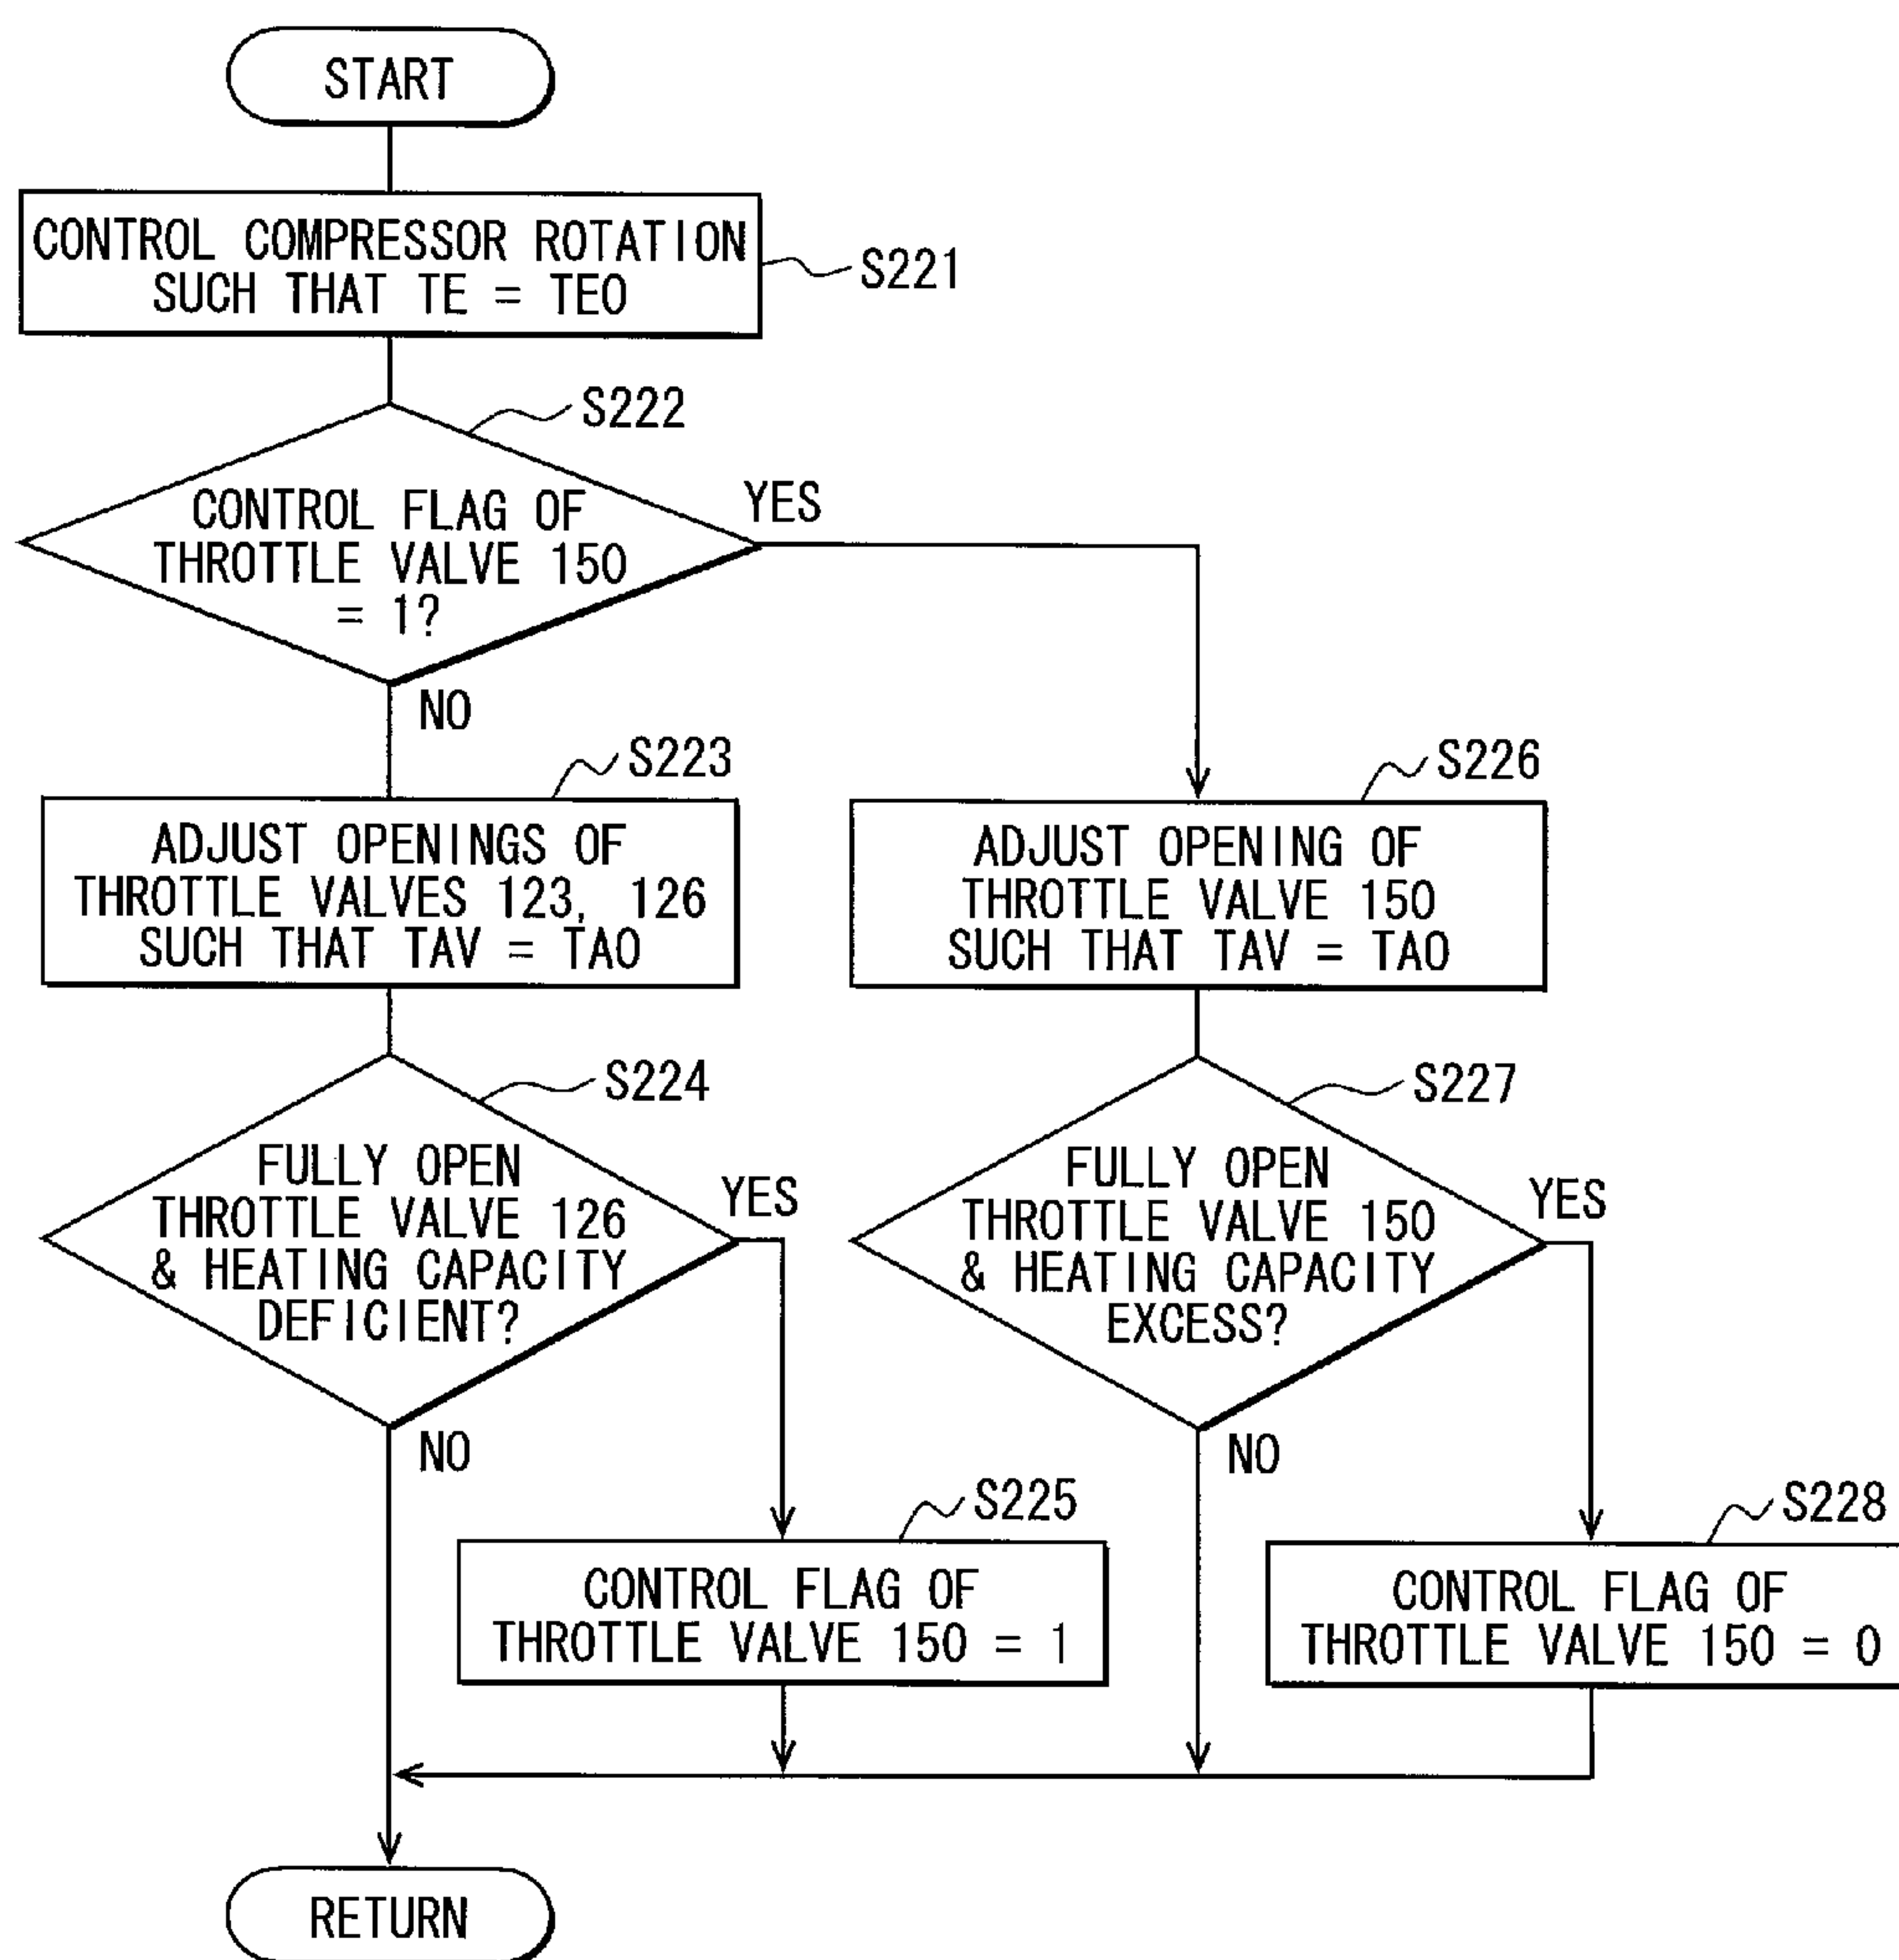 START
CONTROL COMPRESSOR ROTATION
SUCH THAT TE = TEO
S221
S222
CONTROL FLAG OF
THROTTLE VALVE 150
= 1?
YES
NO
S223
ADJUST OPENINGS OF
THROTTLE VALVES 123, 126
SUCH THAT TAV = TAO
S226
ADJUST OPENING OF
THROTTLE VALVE 150
SUCH THAT TAV = TAO
S224
FULLY OPEN
THROTTLE VALVE 126
& HEATING CAPACITY
DEFICIENT?
YES
NO
S227
FULLY OPEN
THROTTLE VALVE 150
& HEATING CAPACITY
EXCESS?
YES
NO
S225
CONTROL FLAG OF
THROTTLE VALVE 150 = 1
S228
CONTROL FLAG OF
THROTTLE VALVE 150 = 0
RETURN